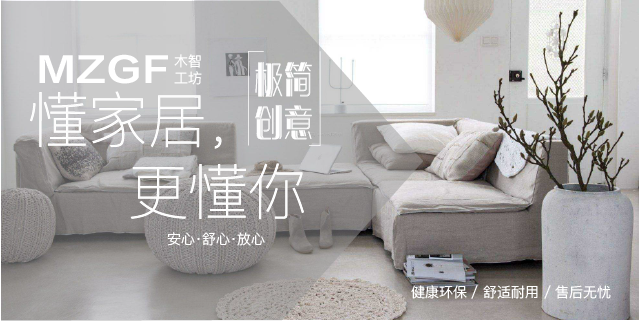 MZGF 木智
工坊
极简
创意
懂家居，
更懂你
安心·舒心·放心
健康环保 / 舒适耐用 / 售后无忧